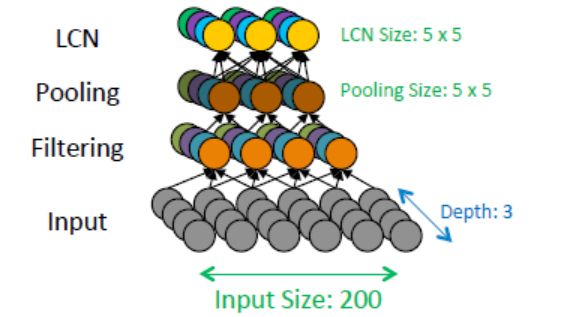 LCN
LCN Size: 5 x 5
Pooling
Pooling Size: 5 x 5
Filtering
Input
Depth: 3
Input Size: 200